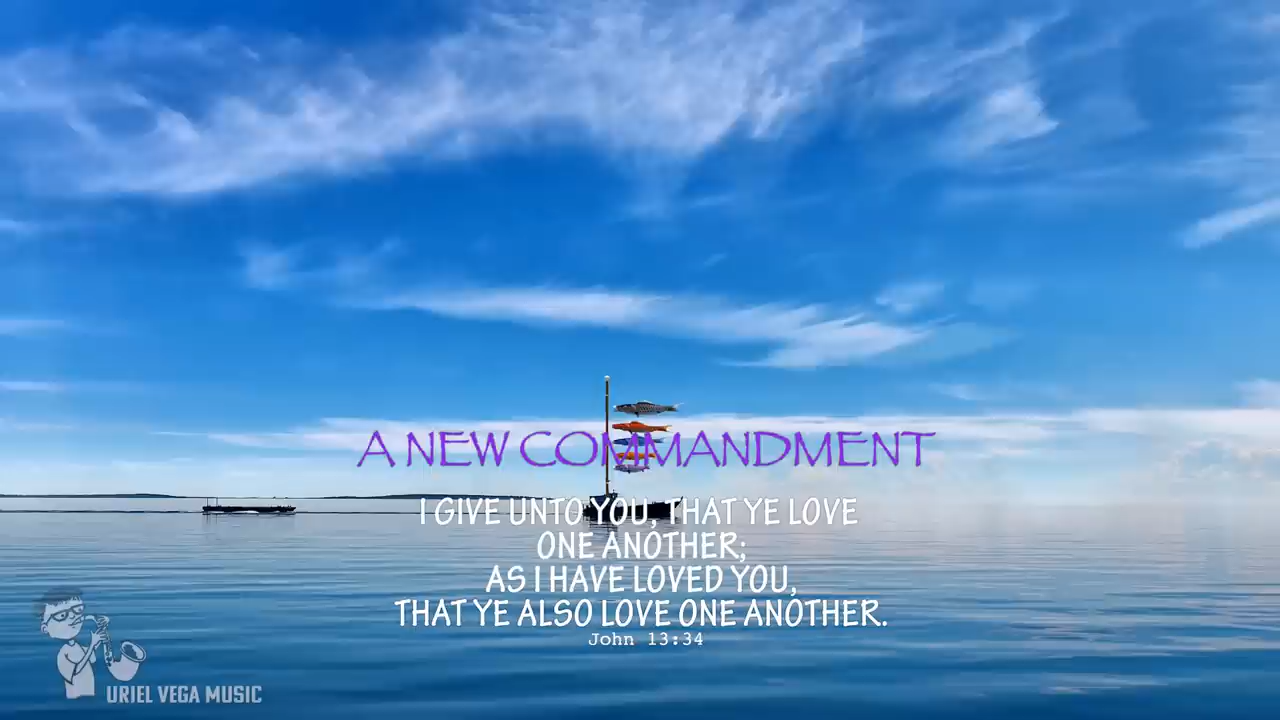 A NEW COMMANDMENT
I GIVE UNTO YOU, THAT YE LOVE
ONE ANOTHER;
AS I HAVE LOVED YOU,
THAT YE ALSO LOVE ONE ANOTHER.
John 13:34
URIEL VEGA MUSIC